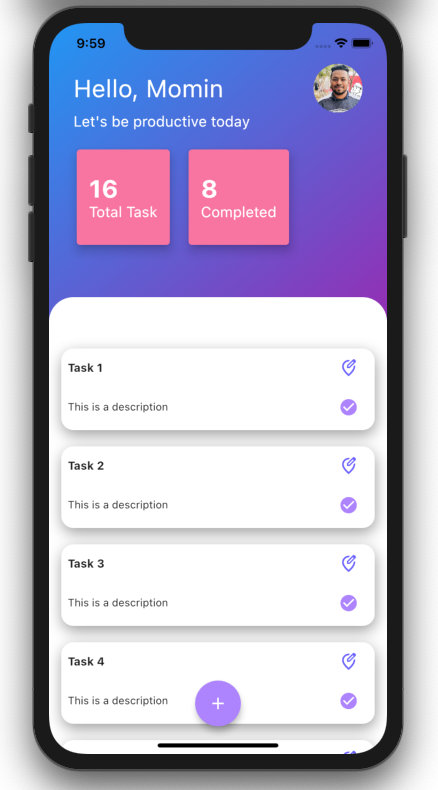 9:59
Hello, Momin
Let's be productive today
16
Total Task
8
Completed
Task 1
This is a description
Task 2
This is a description
Task 3
This is a description
Task 4
This is a description